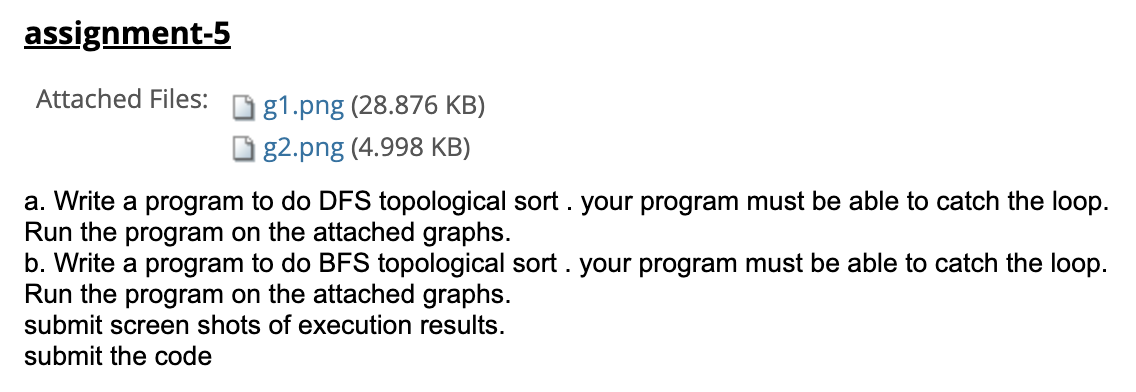 assignment-5
Attached Files:
g1.png (28.876 KB)
g2.png (4.998 KB)
a. Write a program to do DFS topological sort . your program must be able to catch the loop.
Run the program on the attached graphs.
b. Write a program to do BFS topological sort . your program must be able to catch the loop.
Run the program on the attached graphs.
submit screen shots of execution results.
submit the code